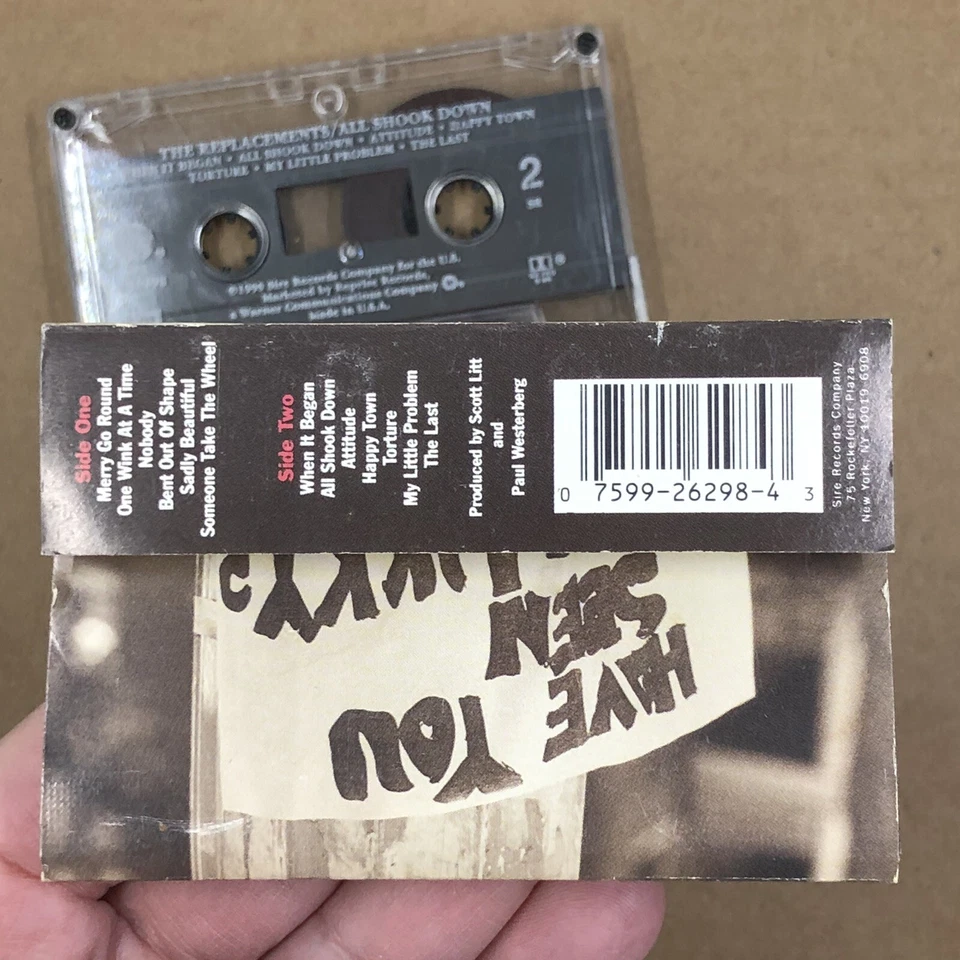 THE REPLACEMENTS/ALL SHOOK DOWN
WHEN IT BEGAN • ALL SHOOK DOWN • ATTITUDE • HAPPY TOWN
TORTURE • MY LITTLE PROBLEM • THE LAST
2
℗1990 Sire Records Company for the U.S.
Marketed by Reprise Records,
a Warner Communications Company
Made in U.S.A.
Side One
Merry Go Round
One Wink At A Time
Nobody
Bent Out Of Shape
Sadly Beautiful
Someone Take The Wheel
Side Two
When It Began
All Shook Down
Attitude
Happy Town
Torture
My Little Problem
The Last
Produced by Scott Litt
and
Paul Westerberg
0 7599-26298-4 3
Sire Records Company
75 Rockefeller Plaza,
New York, NY 10019 6908
HAVE YOU
SEEN